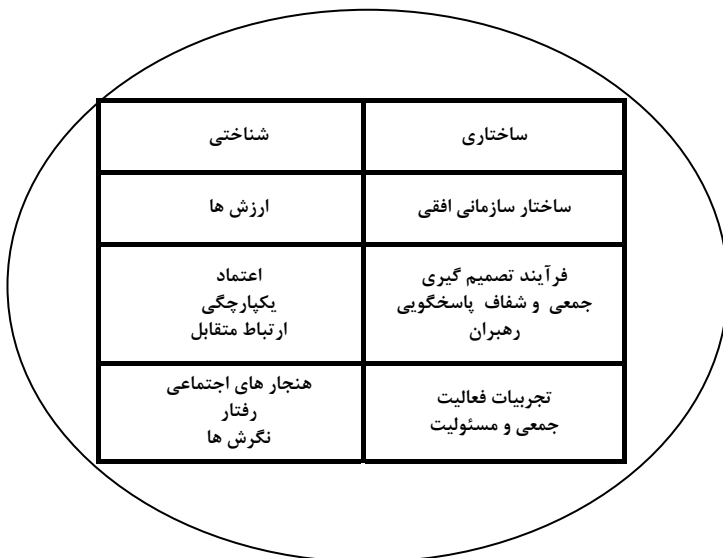 ساختاری
شناختی
ساختار سازمانی افقی
ارزش ها
فرآیند تصمیم گیری
جمعی و شفاف پاسخگویی
رهبران
اعتماد
یکپارچگی
ارتباط متقابل
تجربیات فعالیت
جمعی و مسئولیت
هنجار های اجتماعی
رفتار
نگرش ها